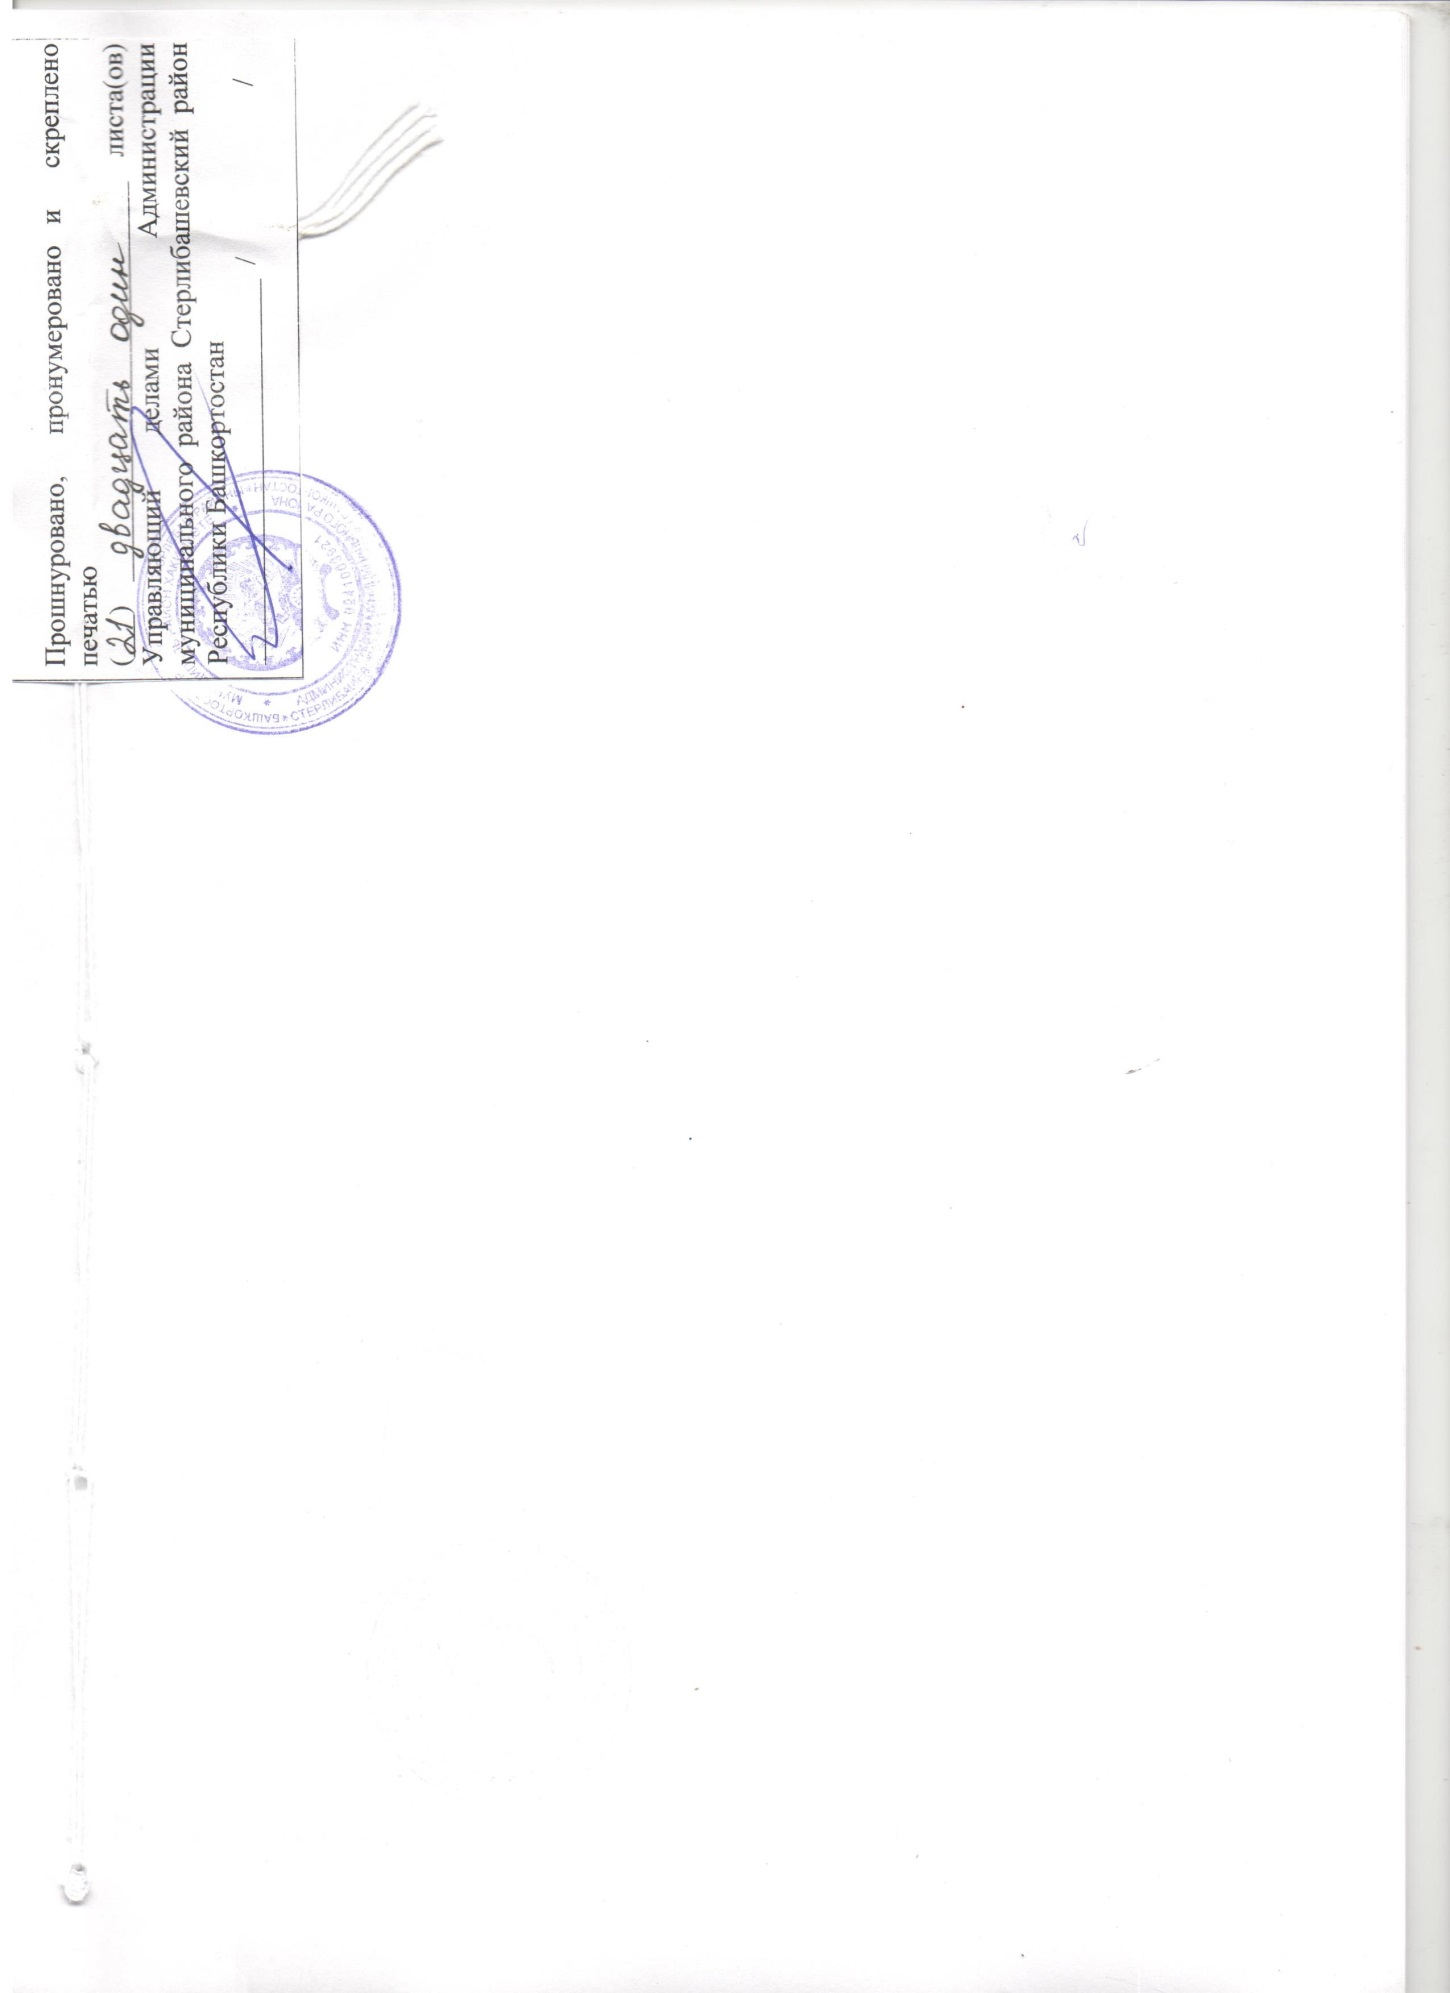 Прошнуровано, пронумеровано и скреплено
печатью
(21) двадцать один листа(ов)
Управляющий делами Администрации
муниципального района Стерлибашевский район
Республики Башкортостан
/ /